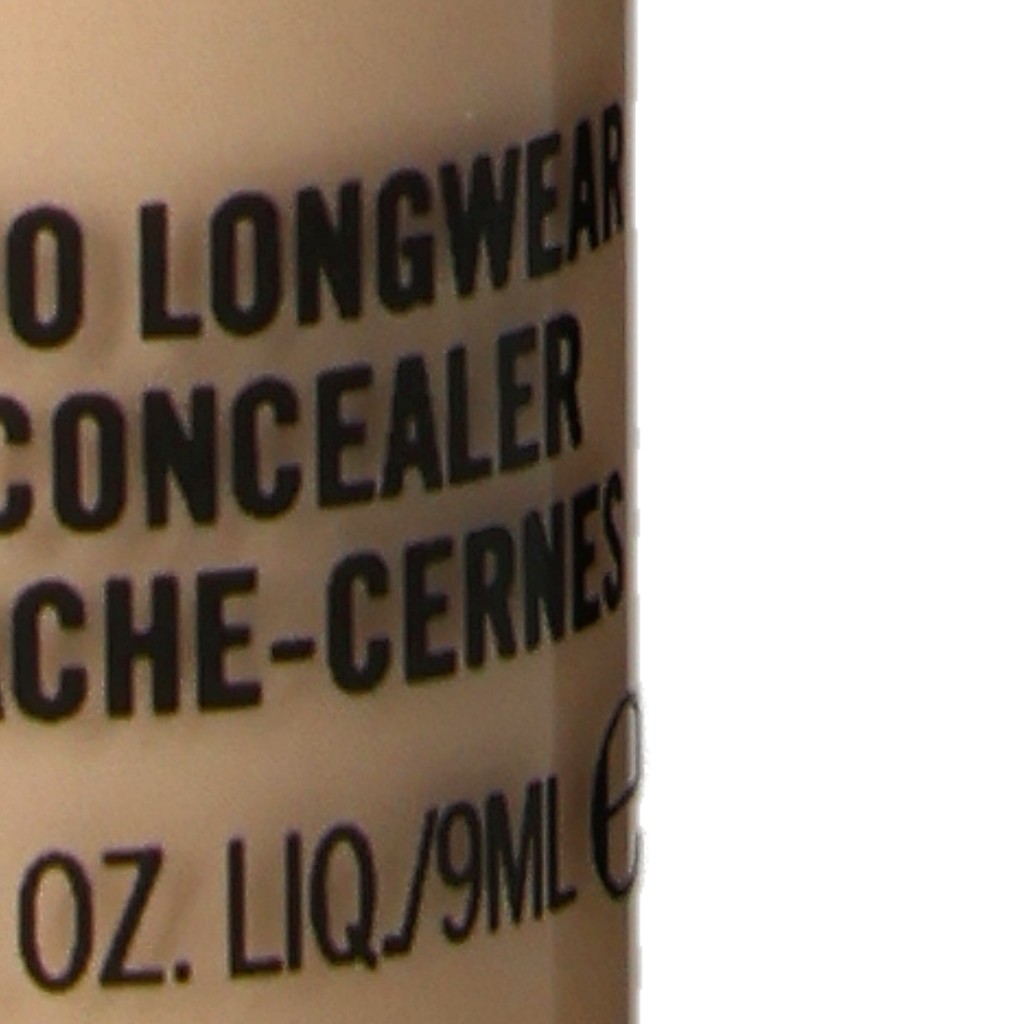 O LONGWEAR
CONCEALER
ACHE-CERNES
OZ. LIQ./9ML e